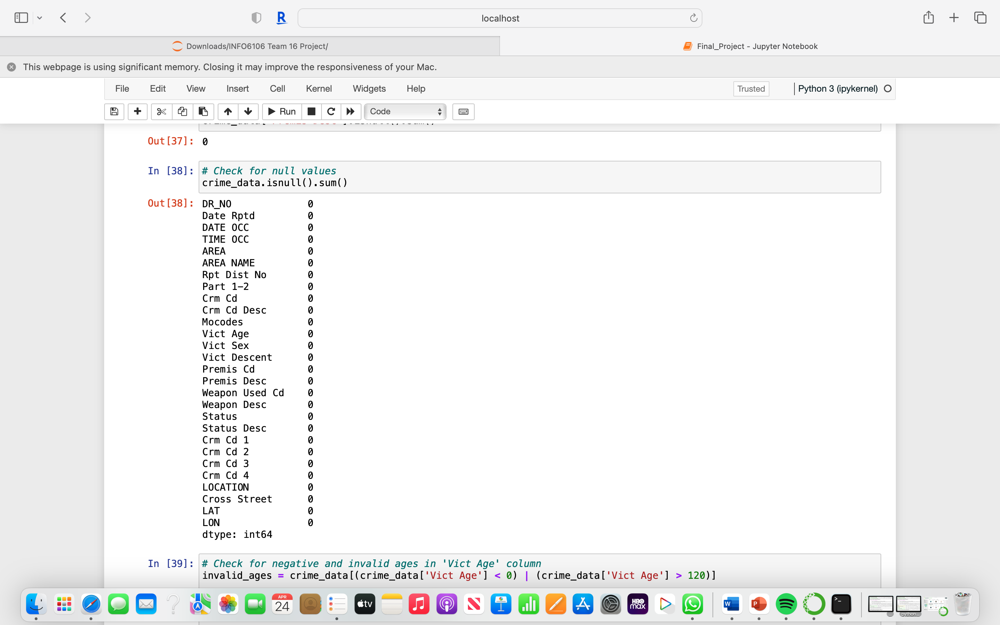 localhost
Downloads/INFO6106 Team 16 Project/
Final_Project - Jupyter Notebook
This webpage is using significant memory. Closing it may improve the responsiveness of your Mac.
File Edit View Insert Cell Kernel Widgets Help Trusted Python 3 (ipykernel)
Run Code
Out[37]: 0
In [38]: # Check for null values
crime_data.isnull().sum()
Out[38]: DR_NO 0
Date Rptd 0
DATE OCC 0
TIME OCC 0
AREA 0
AREA NAME 0
Rpt Dist No 0
Part 1-2 0
Crm Cd 0
Crm Cd Desc 0
Mocodes 0
Vict Age 0
Vict Sex 0
Vict Descent 0
Premis Cd 0
Premis Desc 0
Weapon Used Cd 0
Weapon Desc 0
Status 0
Status Desc 0
Crm Cd 1 0
Crm Cd 2 0
Crm Cd 3 0
Crm Cd 4 0
LOCATION 0
Cross Street 0
LAT 0
LON 0
dtype: int64
In [39]: # Check for negative and invalid ages in 'Vict Age' column
invalid_ages = crime_data[(crime_data['Vict Age'] < 0) | (crime_data['Vict Age'] > 120)]
APR
24
tv
HBO
max
W
P
python...